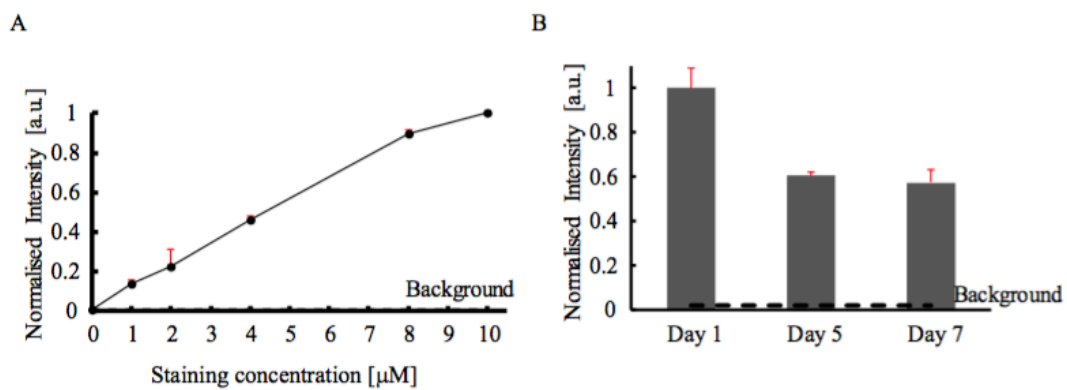 A
B
Normalised Intensity [a.u.]
1
0.8
0.6
0.4
0.2
0
Background
0 1 2 3 4 5 6 7 8 9 10
Staining concentration [μM]
Normalised Intensity [a.u.]
1
0.8
0.6
0.4
0.2
0
Background
Day 1 Day 5 Day 7